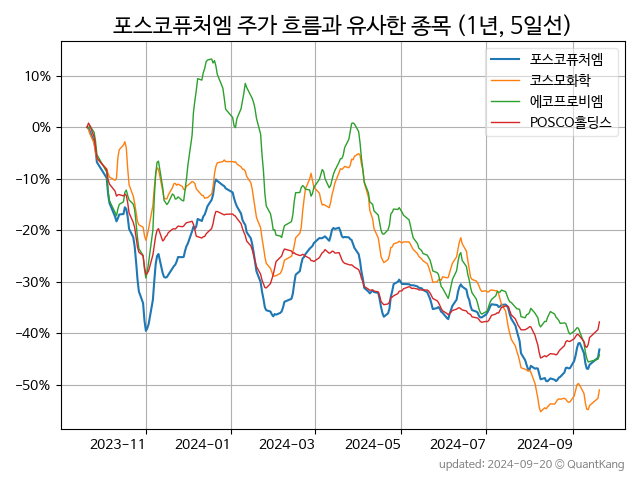 포스코퓨처엠 주가 흐름과 유사한 종목 (1년, 5일선)
포스코퓨처엠
코스모화학
에코프로비엠
POSCO홀딩스
10%
0%
−10%
−20%
−30%
−40%
−50%
2023-11
2024-01
2024-03
2024-05
2024-07
2024-09
updated: 2024-09-20 © QuantKang